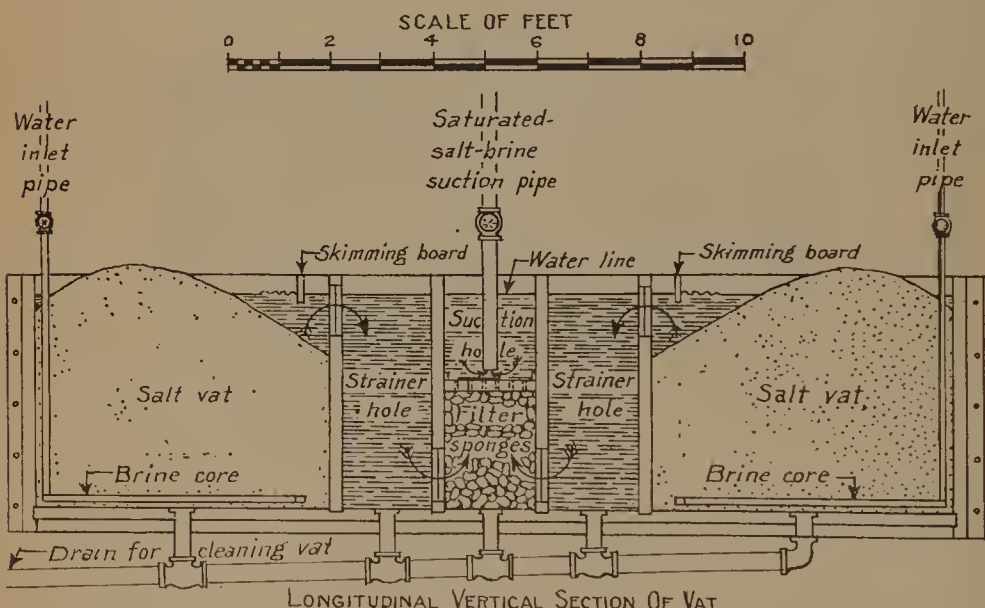 SCALE OF FEET
0 2 4 6 8 10
Water
inlet
pipe
Saturated-
salt-brine
suction pipe
Water
inlet
pipe
Skimming board
Water line
Skimming board
Suction
hole
Salt vat
Strainer
hole
Filter
sponges
Strainer
hole
Salt vat
Brine core
Brine core
Drain for cleaning vat
LONGITUDINAL VERTICAL SECTION OF VAT